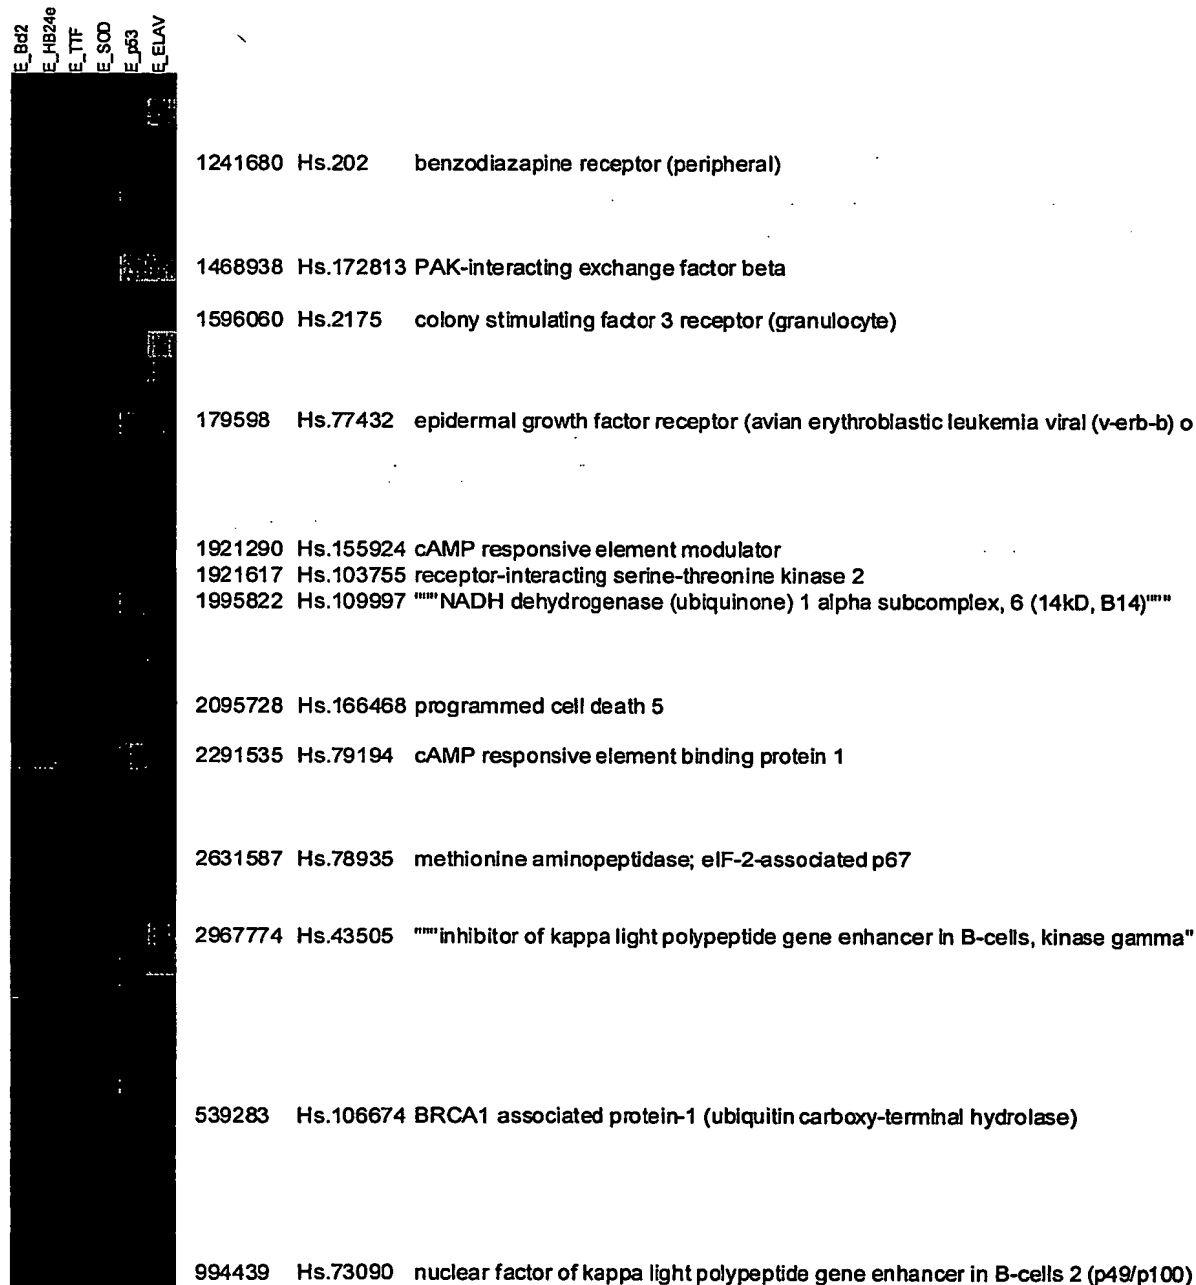 E_Bd2
E_HB24e
E_TTF
E_SOD
E_p53
E_ELAV
1241680 Hs.202 benzodiazapine receptor (peripheral)
1468938 Hs.172813 PAK-interacting exchange factor beta
1596060 Hs.2175 colony stimulating factor 3 receptor (granulocyte)
179598 Hs.77432 epidermal growth factor receptor (avian erythroblastic leukemia viral (v-erb-b) o
1921290 Hs.155924 cAMP responsive element modulator
1921617 Hs.103755 receptor-interacting serine-threonine kinase 2
1995822 Hs.109997 """NADH dehydrogenase (ubiquinone) 1 alpha subcomplex, 6 (14kD, B14)"""
2095728 Hs.166468 programmed cell death 5
2291535 Hs.79194 cAMP responsive element binding protein 1
2631587 Hs.78935 methionine aminopeptidase; eIF-2-associated p67
2967774 Hs.43505 """inhibitor of kappa light polypeptide gene enhancer in B-cells, kinase gamma"
539283 Hs.106674 BRCA1 associated protein-1 (ubiquitin carboxy-terminal hydrolase)
994439 Hs.73090 nuclear factor of kappa light polypeptide gene enhancer in B-cells 2 (p49/p100)